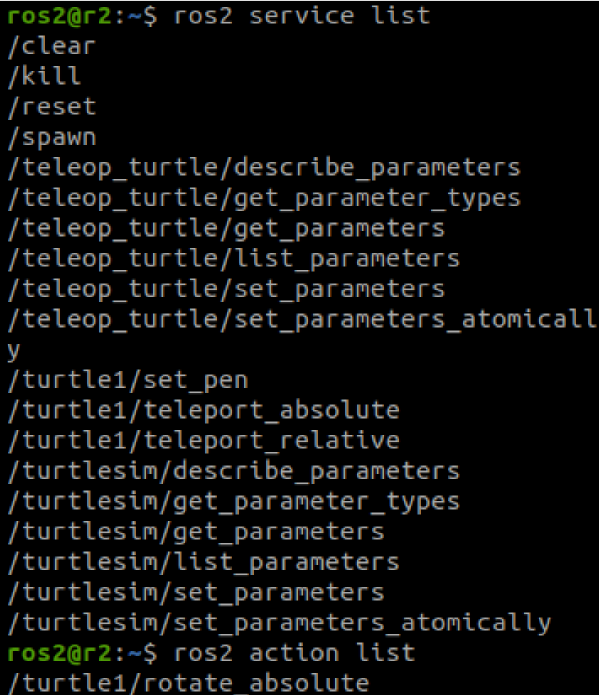 ros2@r2:~$ ros2 service list
/clear
/kill
/reset
/spawn
/teleop_turtle/describe_parameters
/teleop_turtle/get_parameter_types
/teleop_turtle/get_parameters
/teleop_turtle/list_parameters
/teleop_turtle/set_parameters
/teleop_turtle/set_parameters_atomicall
y
/turtle1/set_pen
/turtle1/teleport_absolute
/turtle1/teleport_relative
/turtlesim/describe_parameters
/turtlesim/get_parameter_types
/turtlesim/get_parameters
/turtlesim/list_parameters
/turtlesim/set_parameters
/turtlesim/set_parameters_atomically
ros2@r2:~$ ros2 action list
/turtle1/rotate_absolute